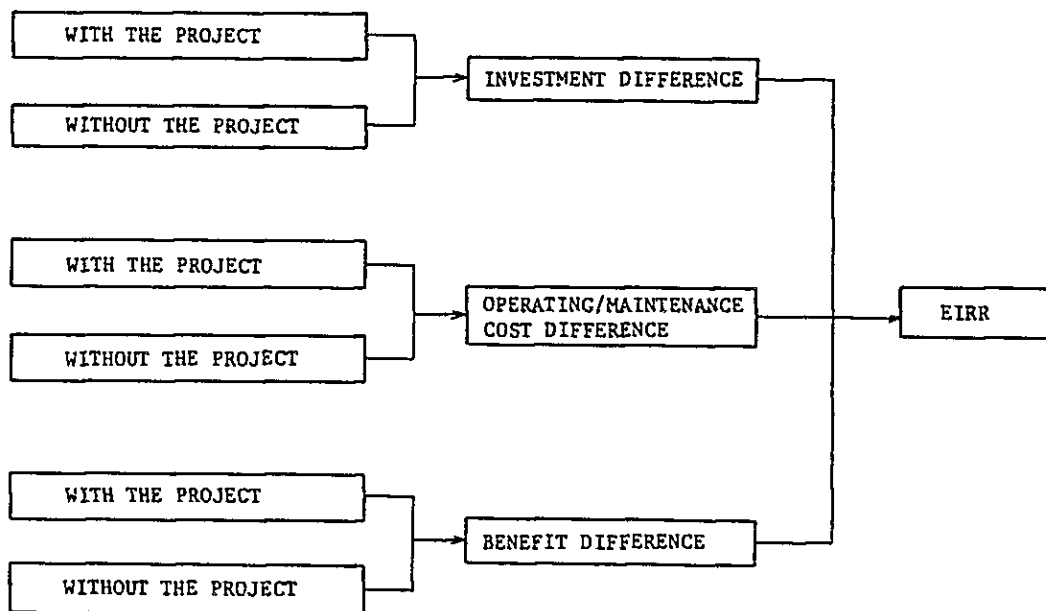 WITH THE PROJECT
WITHOUT THE PROJECT
INVESTMENT DIFFERENCE
WITH THE PROJECT
WITHOUT THE PROJECT
OPERATING/MAINTENANCE
COST DIFFERENCE
EIRR
WITH THE PROJECT
WITHOUT THE PROJECT
BENEFIT DIFFERENCE